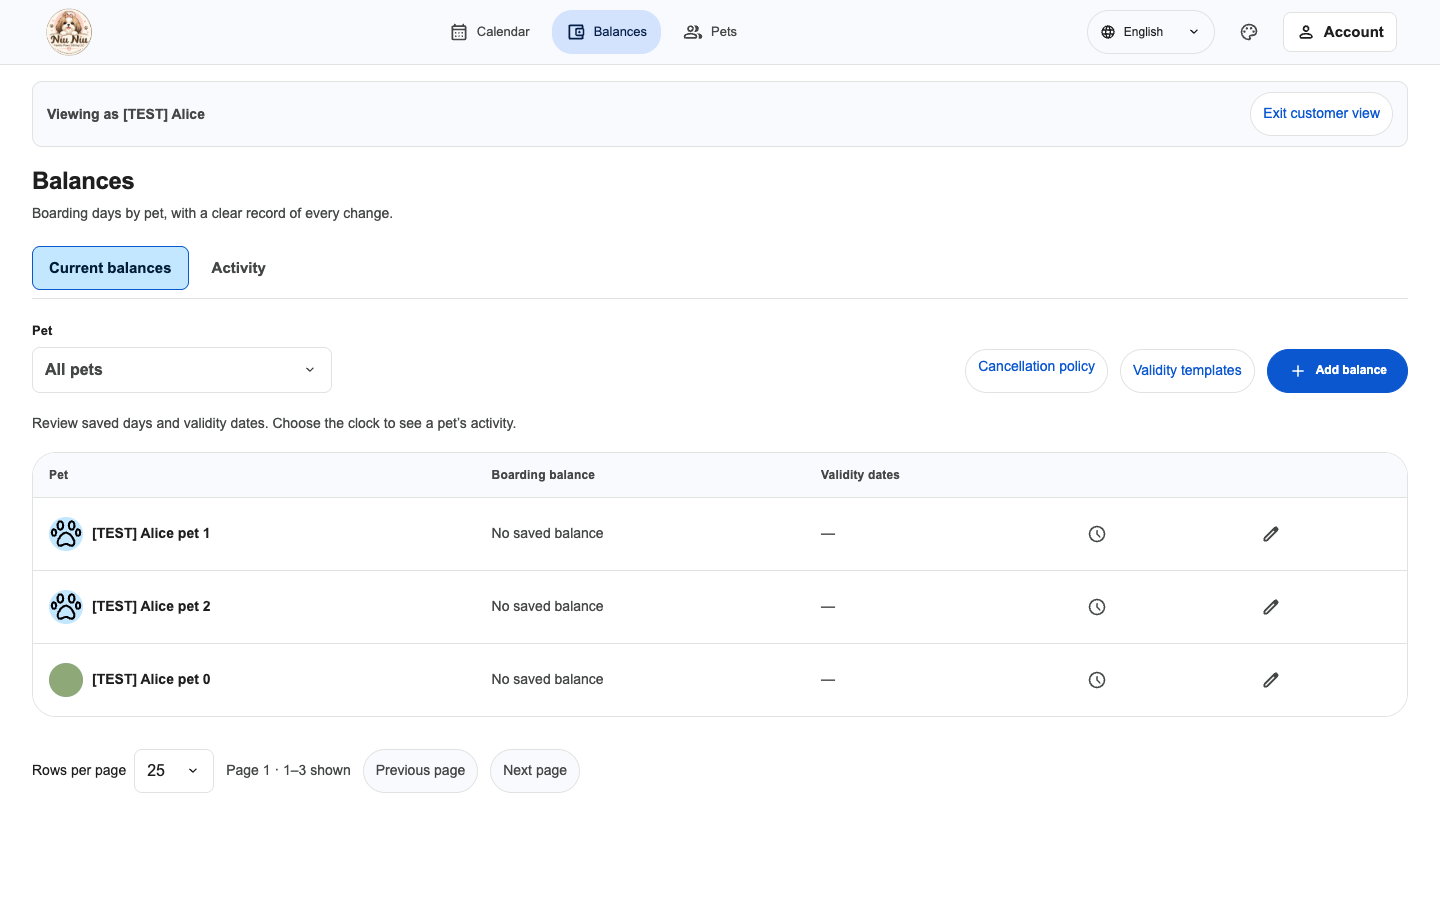 Niu Niu
Calendar
Balances
Pets
English
Account
Viewing as [TEST] Alice
Exit customer view
Balances
Boarding days by pet, with a clear record of every change.
Current balances
Activity
Pet
All pets
Cancellation policy
Validity templates
Add balance
Review saved days and validity dates. Choose the clock to see a pet’s activity.
Pet Boarding balance Validity dates
[TEST] Alice pet 1 No saved balance —
[TEST] Alice pet 2 No saved balance —
[TEST] Alice pet 0 No saved balance —
Rows per page 25 Page 1 · 1–3 shown Previous page Next page